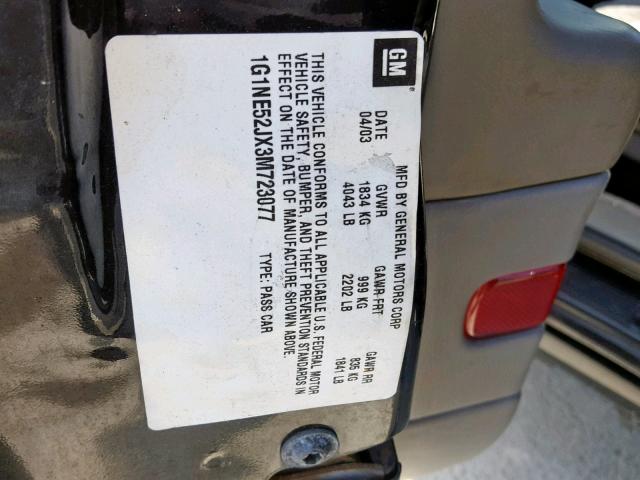 GM
MFD BY GENERAL MOTORS CORP
DATE GVWR GAWR FRT GAWR RR
04/03 1834 KG 999 KG 835 KG
4043 LB 2202 LB 1841 LB
THIS VEHICLE CONFORMS TO ALL APPLICABLE U.S. FEDERAL MOTOR
VEHICLE SAFETY, BUMPER, AND THEFT PREVENTION STANDARDS IN
EFFECT ON THE DATE OF MANUFACTURE SHOWN ABOVE.
1G1NE52JX3M723077 TYPE: PASS CAR